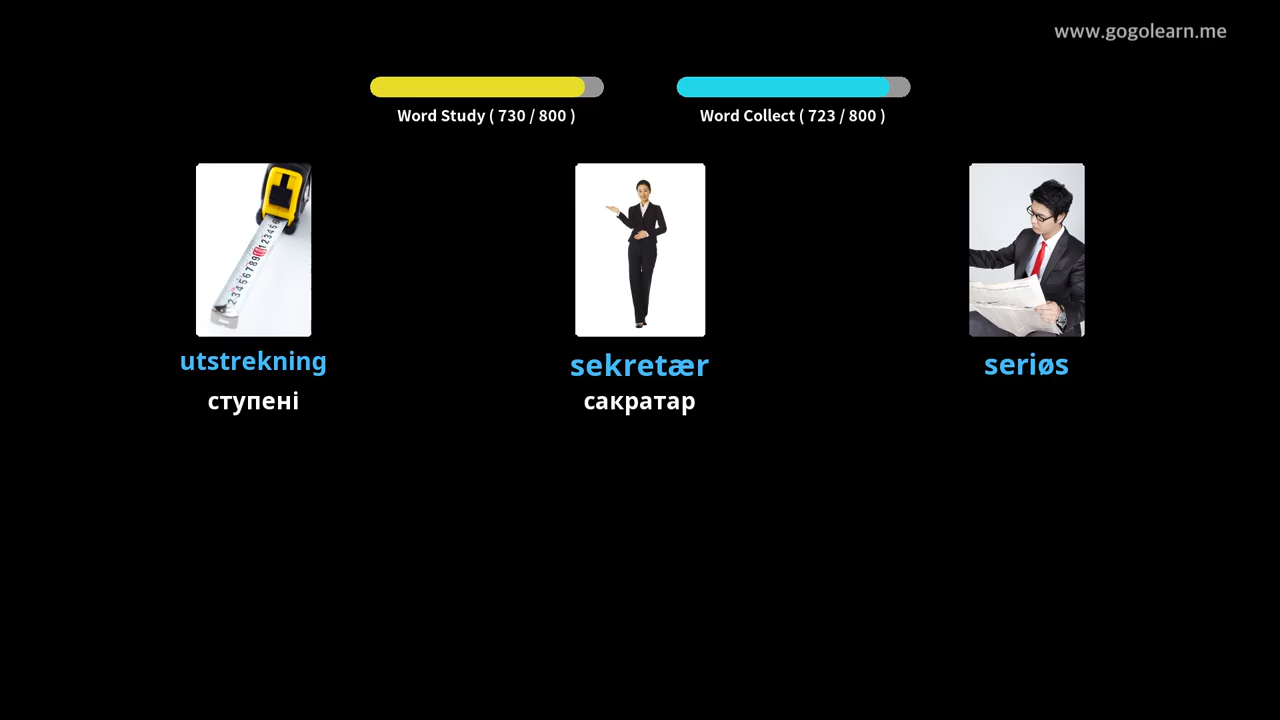 www.gogolearn.me
Word Study ( 730 / 800 )
Word Collect ( 723 / 800 )
utstrekning
sekretær
seriøs
ступені
сакратар